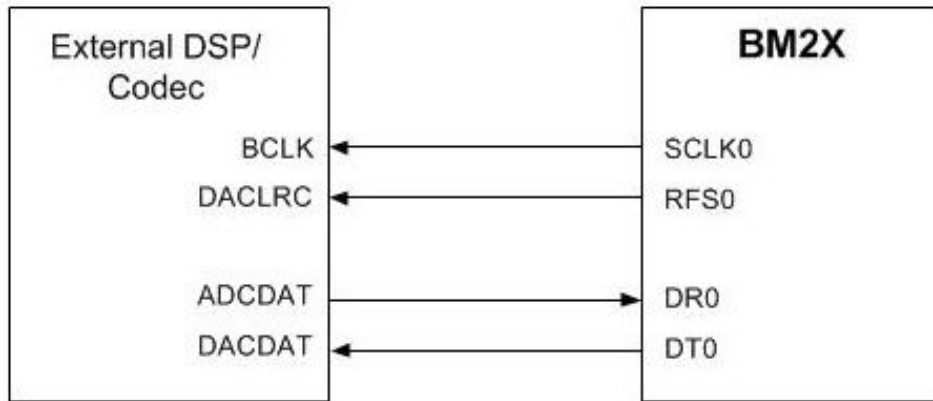 External DSP/
Codec
BM2X
BCLK
SCLK0
DACLRC
RFS0
ADCDAT
DR0
DACDAT
DT0